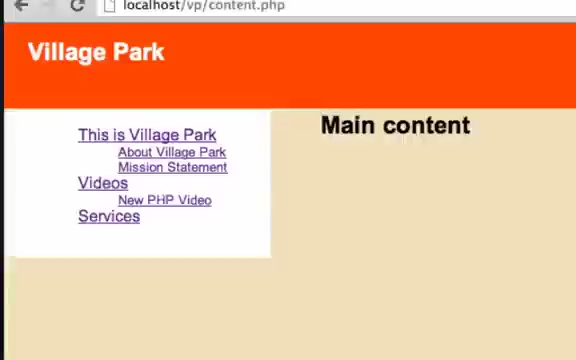 localhost/vp/content.php
Village Park
Main content
This is Village Park
About Village Park
Mission Statement
Videos
New PHP Video
Services